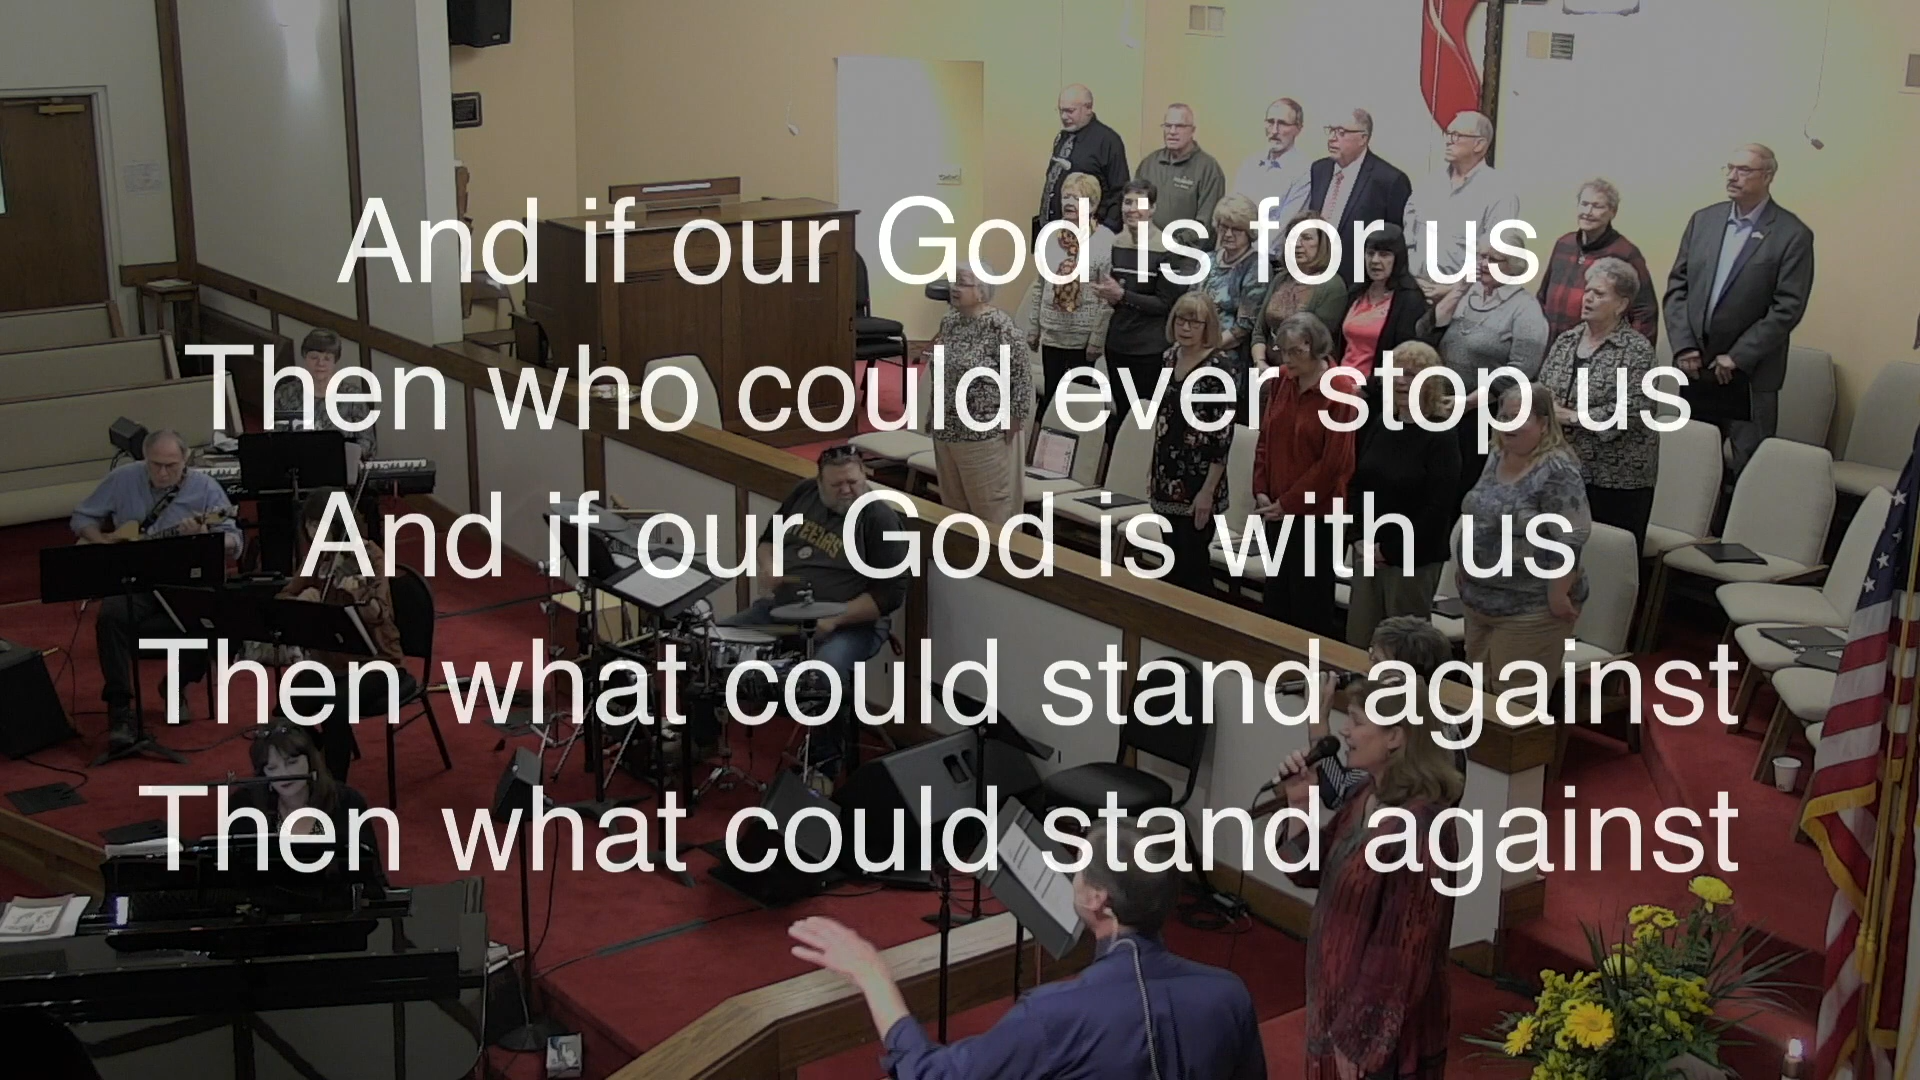 And if our God is for us
Then who could ever stop us
And if our God is with us
Then what could stand against
Then what could stand against